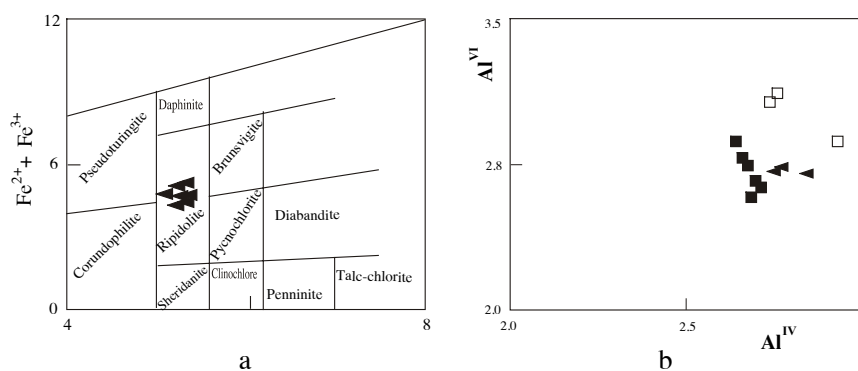 12
Fe2+ + Fe3+
6
0
4
8
Pseudoturingite
Daphinite
Brunsvigite
Corundophilite
Ripidolite
Pycnochlorite
Diabandite
Sheridanite
Clinochlore
Penninite
Talc-chlorite
a
3.5
AlVI
2.8
2.0
2.0
2.5
AlIV
b